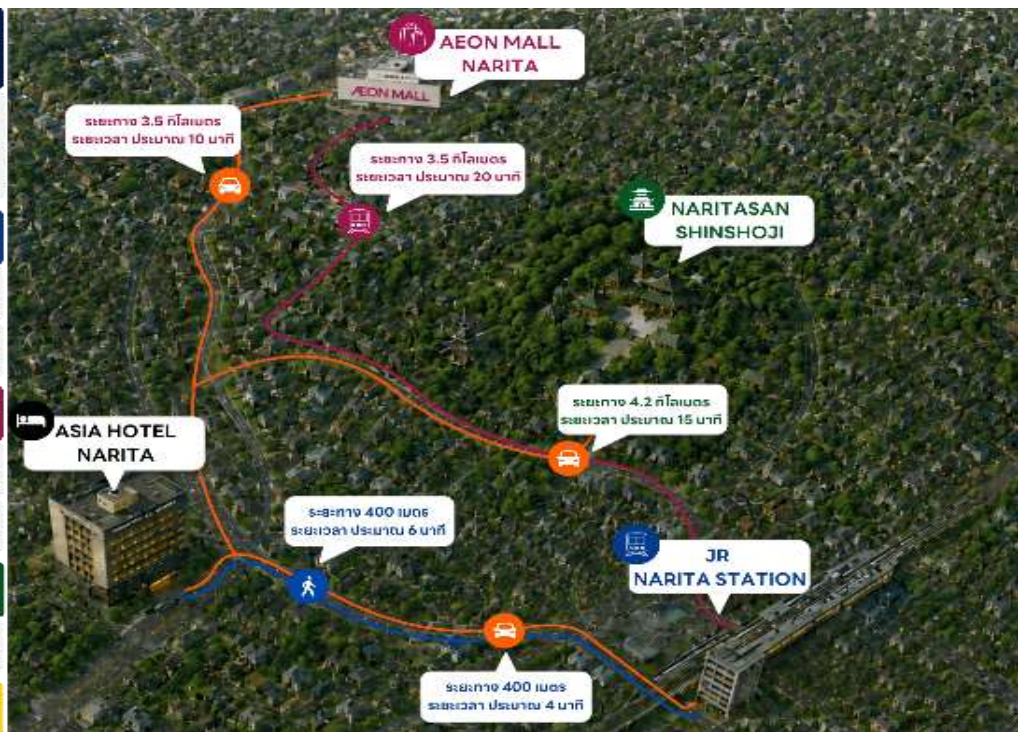 AEON MALL
NARITA
ÆON MALL
ระยะทาง 3.5 กิโลเมตร
ระยะเวลา ประมาณ 10 นาที
ระยะทาง 3.5 กิโลเมตร
ระยะเวลา ประมาณ 20 นาที
NARITASAN
SHINSHOJI
ระยะทาง 4.2 กิโลเมตร
ระยะเวลา ประมาณ 15 นาที
ASIA HOTEL
NARITA
ระยะทาง 400 เมตร
ระยะเวลา ประมาณ 6 นาที
JR
NARITA STATION
ระยะทาง 400 เมตร
ระยะเวลา ประมาณ 4 นาที